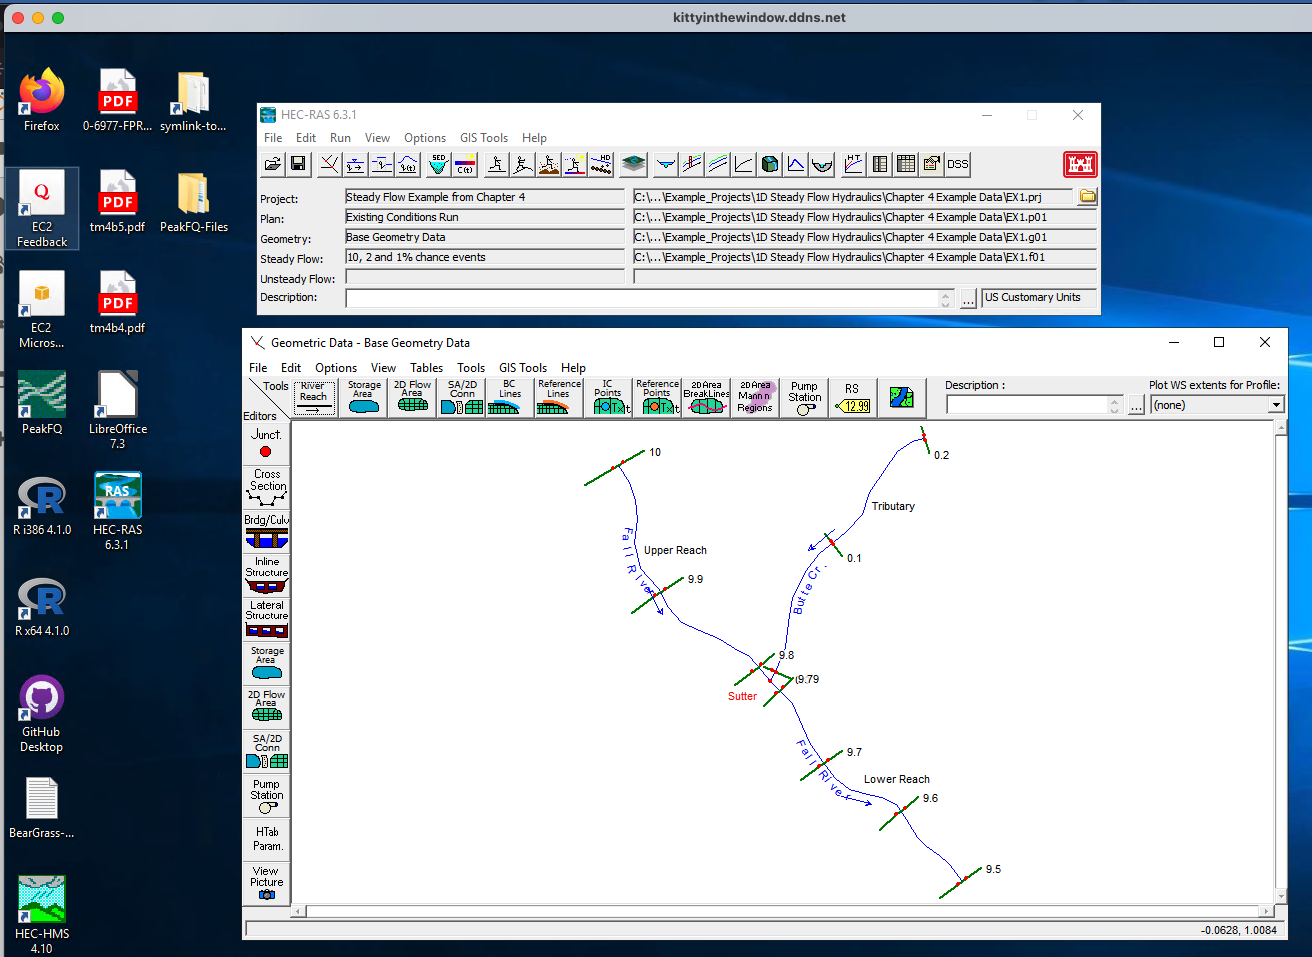 kittyinthewindow.ddns.net
Firefox
0-6977-FPR...
symlink-to...
EC2
Feedback
tm4b5.pdf
PeakFQ-Files
EC2
Micros...
tm4b4.pdf
PeakFQ
LibreOffice
7.3
R i386 4.1.0
HEC-RAS
6.3.1
R x64 4.1.0
GitHub
Desktop
BearGrass-...
HEC-HMS
4.10
PDF
PDF
PDF
Q
RAS
HEC-RAS 6.3.1
File Edit Run View Options GIS Tools Help
SED C(t) HD HT DSS
Project: Steady Flow Example from Chapter 4 C:\...\Example_Projects\1D Steady Flow Hydraulics\Chapter 4 Example Data\EX1.prj
Plan: Existing Conditions Run C:\...\Example_Projects\1D Steady Flow Hydraulics\Chapter 4 Example Data\EX1.p01
Geometry: Base Geometry Data C:\...\Example_Projects\1D Steady Flow Hydraulics\Chapter 4 Example Data\EX1.g01
Steady Flow: 10, 2 and 1% chance events C:\...\Example_Projects\1D Steady Flow Hydraulics\Chapter 4 Example Data\EX1.f01
Unsteady Flow:
Description: ... US Customary Units
Geometric Data - Base Geometry Data
File Edit Options View Tables Tools GIS Tools Help
Tools
Editors
River
Reach
Storage
Area
2D Flow
Area
SA/2D
Conn
BC
Lines
Reference
Lines
IC
Points
Reference
Points
2D Area
BreakLines
2D Area
Mann n
Regions
Pump
Station
RS
12.99
Description :
...
Plot WS extents for Profile:
(none)
Junct.
Cross
Section
Brdg/Culv
Inline
Structure
Lateral
Structure
Storage
Area
2D Flow
Area
SA/2D
Conn
Pump
Station
HTab
Param.
View
Picture
10
0.2
Tributary
Fall River
Upper Reach
0.1
9.9
Butte Cr.
9.8
(9.79
Sutter
9.7
Fall River
Lower Reach
9.6
9.5
-0.0628, 1.0084